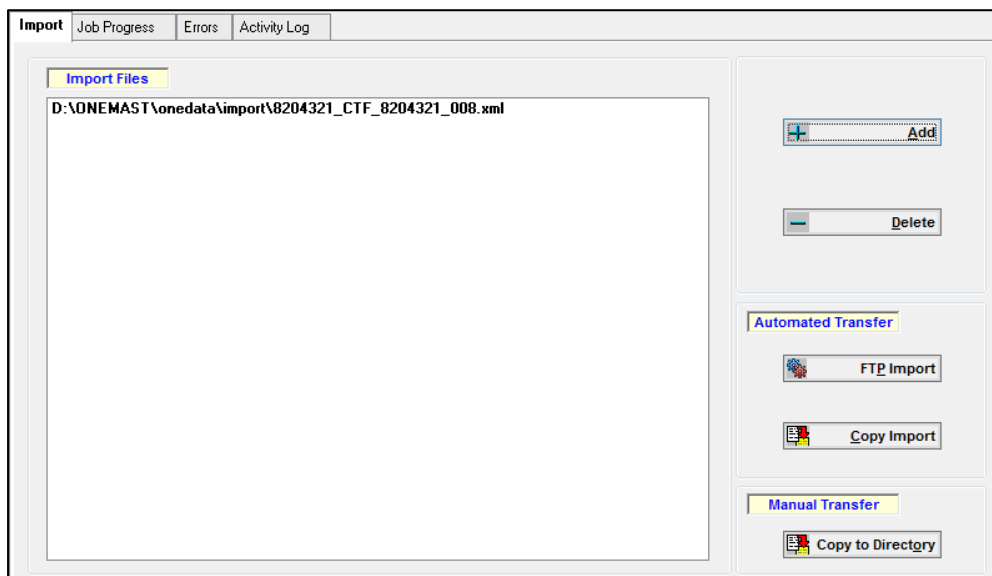 Import Job Progress Errors Activity Log
Import Files
D:\ONEMAST\onedata\import\8204321_CTF_8204321_008.xml
Add
Delete
Automated Transfer
FTP Import
Copy Import
Manual Transfer
Copy to Directory